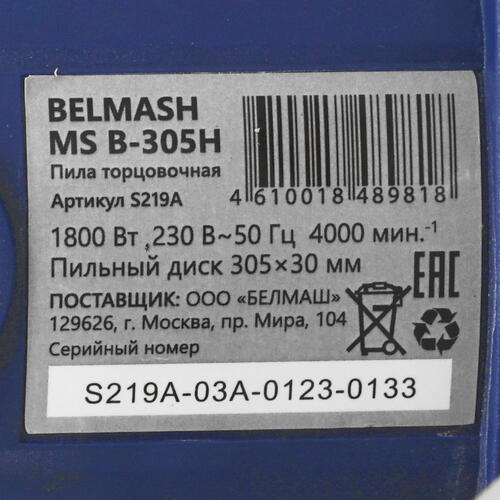 BELMASH
MS B-305H
Пила торцовочная
Артикул S219A
4 610018 489818
1800 Вт ,230 В~50 Гц 4000 мин.-1
Пильный диск 305×30 мм
ПОСТАВЩИК: ООО «БЕЛМАШ»
129626, г. Москва, пр. Мира, 104
Серийный номер
EAC
S219A-03A-0123-0133